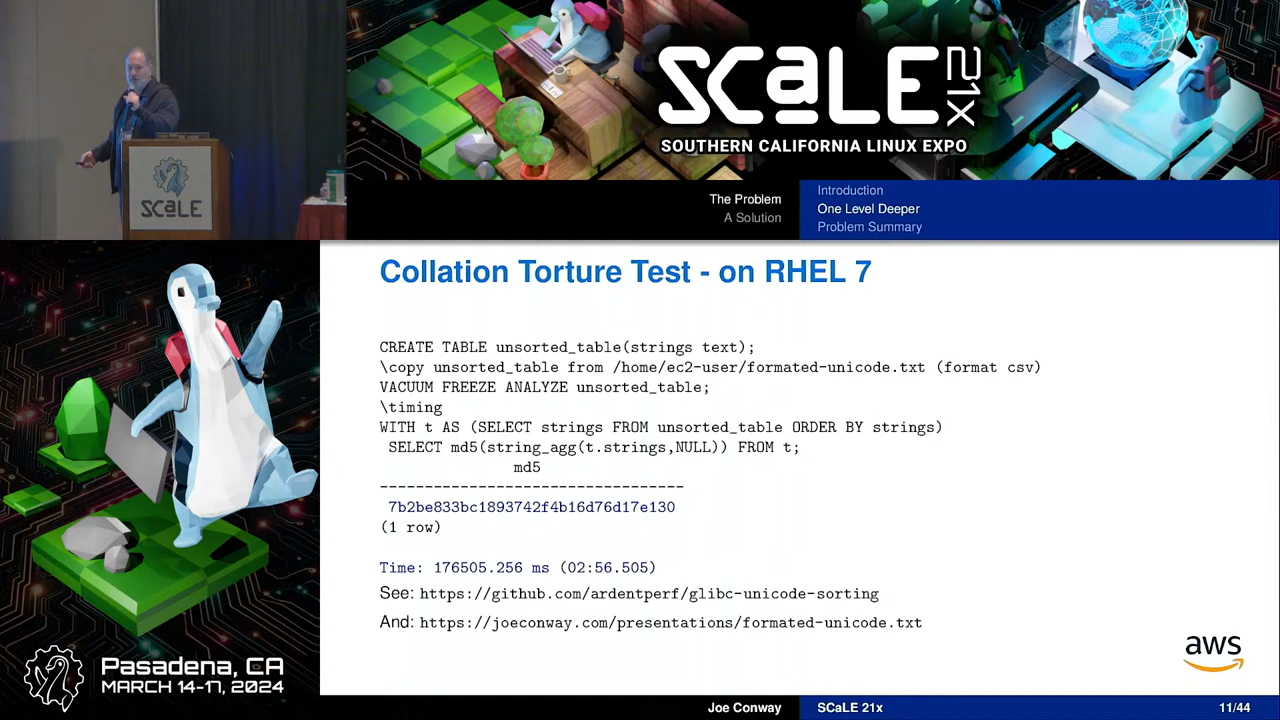 SCaLE 21x
SOUTHERN CALIFORNIA LINUX EXPO
SCaLE
The Problem
A Solution
Introduction
One Level Deeper
Problem Summary
Collation Torture Test - on RHEL 7
CREATE TABLE unsorted_table(strings text);
\copy unsorted_table from /home/ec2-user/formated-unicode.txt (format csv)
VACUUM FREEZE ANALYZE unsorted_table;
\timing
WITH t AS (SELECT strings FROM unsorted_table ORDER BY strings)
SELECT md5(string_agg(t.strings,NULL)) FROM t;
md5
----------------------------------
7b2be833bc1893742f4b16d76d17e130
(1 row)
Time: 176505.256 ms (02:56.505)
See: https://github.com/ardentperf/glibc-unicode-sorting
And: https://joeconway.com/presentations/formated-unicode.txt
aws
Pasadena, CA
MARCH 14-17, 2024
Joe Conway
SCaLE 21x
11/44